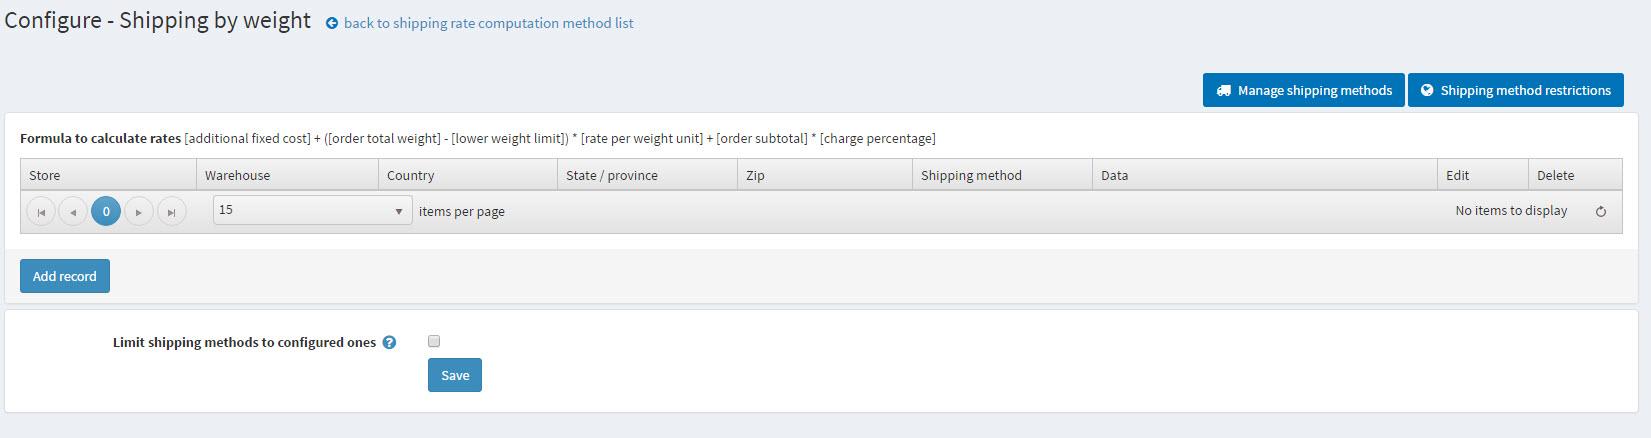 Configure - Shipping by weight back to shipping rate computation method list
Manage shipping methods Shipping method restrictions
Formula to calculate rates [additional fixed cost] + ([order total weight] - [lower weight limit]) * [rate per weight unit] + [order subtotal] * [charge percentage]
Store Warehouse Country State / province Zip Shipping method Data Edit Delete
0 15 items per page No items to display
Add record
Limit shipping methods to configured ones ?
Save